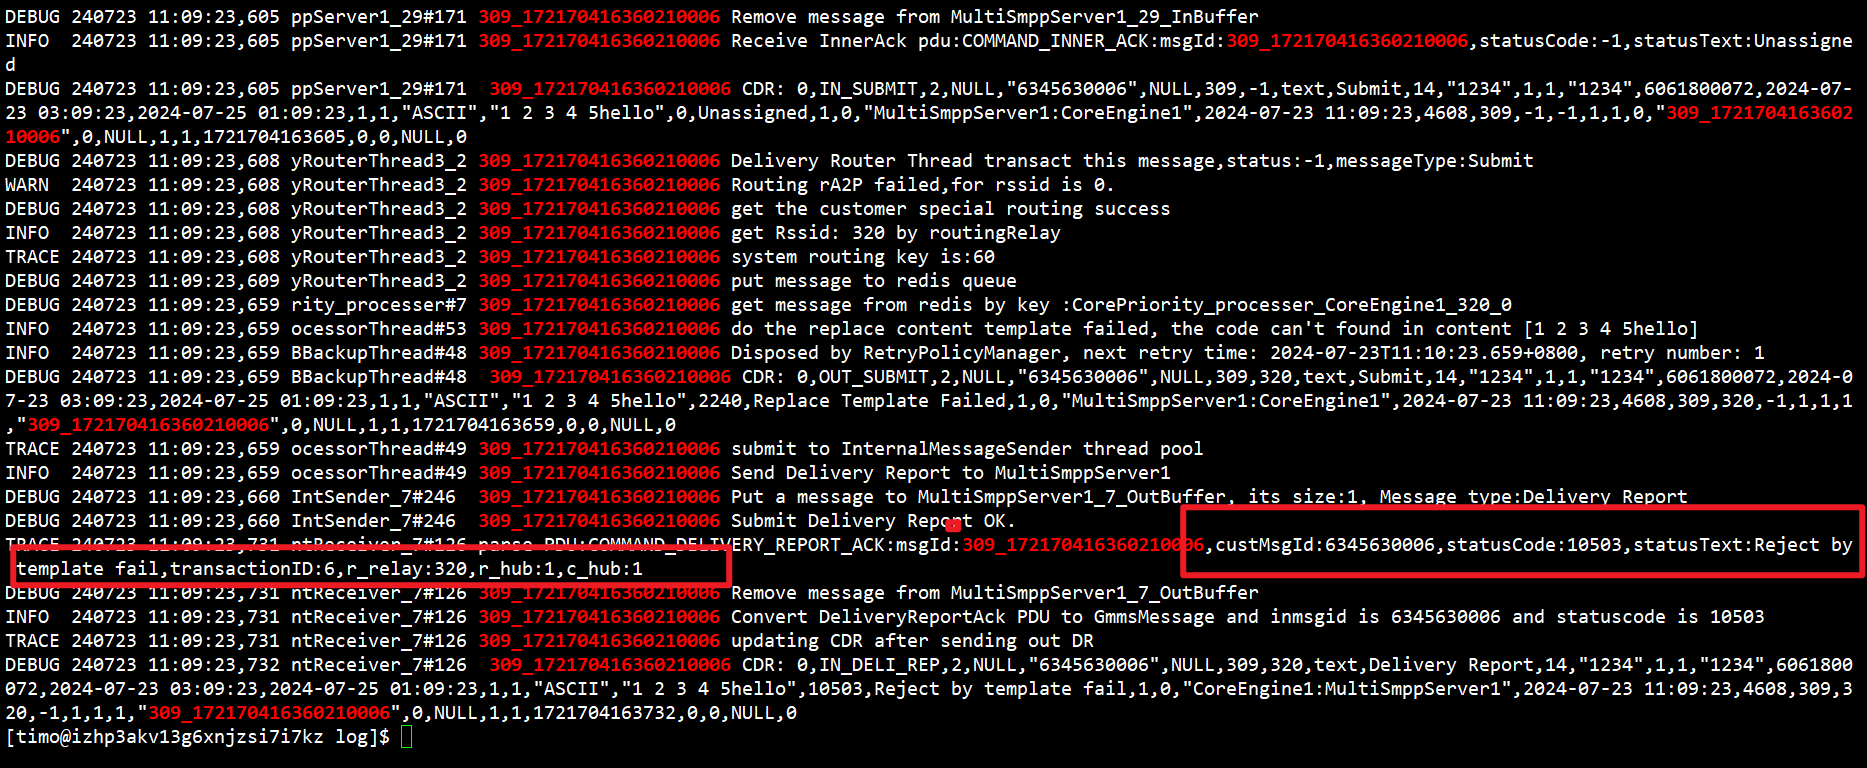 DEBUG 240723 11:09:23,605 ppServer1_29#171 309_172170416360210006 Remove message from MultiSmppServer1_29_InBuffer
INFO  240723 11:09:23,605 ppServer1_29#171 309_172170416360210006 Receive InnerAck pdu:COMMAND_INNER_ACK:msgId:309_172170416360210006,statusCode:-1,statusText:Unassigne
d
DEBUG 240723 11:09:23,605 ppServer1_29#171  309_172170416360210006 CDR: 0,IN_SUBMIT,2,NULL,"6345630006",NULL,309,-1,text,Submit,14,"1234",1,1,"1234",6061800072,2024-07-
23 03:09:23,2024-07-25 01:09:23,1,1,"ASCII","1 2 3 4 5hello",0,Unassigned,1,0,"MultiSmppServer1:CoreEngine1",2024-07-23 11:09:23,4608,309,-1,-1,1,1,0,"309_1721704163602
10006",0,NULL,1,1,1721704163605,0,0,NULL,0
DEBUG 240723 11:09:23,608 yRouterThread3_2 309_172170416360210006 Delivery Router Thread transact this message,status:-1,messageType:Submit
WARN  240723 11:09:23,608 yRouterThread3_2 309_172170416360210006 Routing rA2P failed,for rssid is 0.
DEBUG 240723 11:09:23,608 yRouterThread3_2 309_172170416360210006 get the customer special routing success
INFO  240723 11:09:23,608 yRouterThread3_2 309_172170416360210006 get Rssid: 320 by routingRelay
TRACE 240723 11:09:23,608 yRouterThread3_2 309_172170416360210006 system routing key is:60
DEBUG 240723 11:09:23,609 yRouterThread3_2 309_172170416360210006 put message to redis queue
DEBUG 240723 11:09:23,659 rity_processer#7 309_172170416360210006 get message from redis by key :CorePriority_processer_CoreEngine1_320_0
INFO  240723 11:09:23,659 ocessorThread#53 309_172170416360210006 do the replace content template failed, the code can't found in content [1 2 3 4 5hello]
INFO  240723 11:09:23,659 BBackupThread#48 309_172170416360210006 Disposed by RetryPolicyManager, next retry time: 2024-07-23T11:10:23.659+0800, retry number: 1
DEBUG 240723 11:09:23,659 BBackupThread#48  309_172170416360210006 CDR: 0,OUT_SUBMIT,2,NULL,"6345630006",NULL,309,320,text,Submit,14,"1234",1,1,"1234",6061800072,2024-0
7-23 03:09:23,2024-07-25 01:09:23,1,1,"ASCII","1 2 3 4 5hello",2240,Replace Template Failed,1,0,"MultiSmppServer1:CoreEngine1",2024-07-23 11:09:23,4608,309,320,-1,1,1,1
,"309_172170416360210006",0,NULL,1,1,1721704163659,0,0,NULL,0
TRACE 240723 11:09:23,659 ocessorThread#49 309_172170416360210006 submit to InternalMessageSender thread pool
INFO  240723 11:09:23,659 ocessorThread#49 309_172170416360210006 Send Delivery Report to MultiSmppServer1
DEBUG 240723 11:09:23,660 IntSender_7#246  309_172170416360210006 Put a message to MultiSmppServer1_7_OutBuffer, its size:1, Message type:Delivery Report
DEBUG 240723 11:09:23,660 IntSender_7#246  309_172170416360210006 Submit Delivery Report OK.
TRACE 240723 11:09:23,731 ntReceiver_7#126 parse PDU:COMMAND_DELIVERY_REPORT_ACK:msgId:309_172170416360210006,custMsgId:6345630006,statusCode:10503,statusText:Reject by
template fail,transactionID:6,r_relay:320,r_hub:1,c_hub:1
DEBUG 240723 11:09:23,731 ntReceiver_7#126 309_172170416360210006 Remove message from MultiSmppServer1_7_OutBuffer
INFO  240723 11:09:23,731 ntReceiver_7#126 309_172170416360210006 Convert DeliveryReportAck PDU to GmmsMessage and inmsgid is 6345630006 and statuscode is 10503
TRACE 240723 11:09:23,731 ntReceiver_7#126 309_172170416360210006 updating CDR after sending out DR
DEBUG 240723 11:09:23,732 ntReceiver_7#126  309_172170416360210006 CDR: 0,IN_DELI_REP,2,NULL,"6345630006",NULL,309,320,text,Delivery Report,14,"1234",1,1,"1234",6061800
072,2024-07-23 03:09:23,2024-07-25 01:09:23,1,1,"ASCII","1 2 3 4 5hello",10503,Reject by template fail,1,0,"CoreEngine1:MultiSmppServer1",2024-07-23 11:09:23,4608,309,3
20,-1,1,1,1,"309_172170416360210006",0,NULL,1,1,1721704163732,0,0,NULL,0
[timo@izhp3akv13g6xnjzsi7i7kz log]$